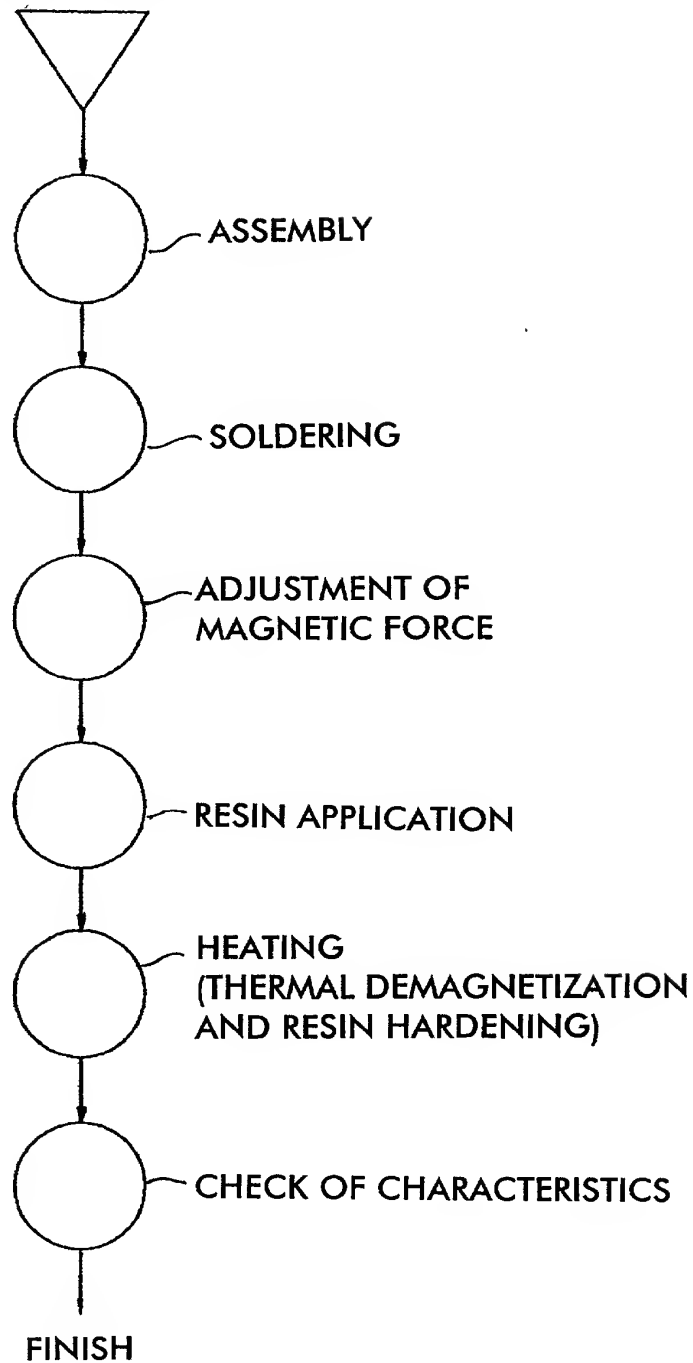 ASSEMBLY
SOLDERING
ADJUSTMENT OF
MAGNETIC FORCE
RESIN APPLICATION
HEATING
(THERMAL DEMAGNETIZATION
AND RESIN HARDENING)
CHECK OF CHARACTERISTICS
FINISH